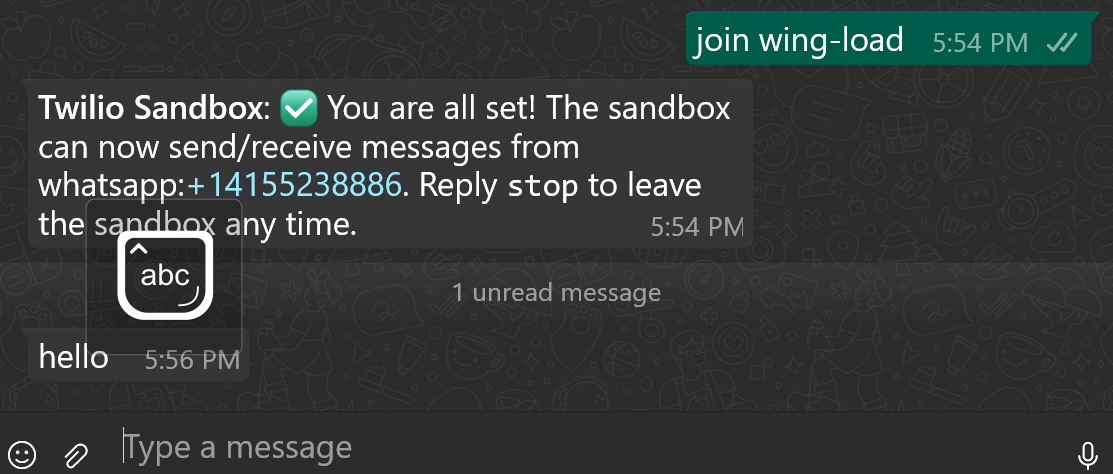 join wing-load 5:54 PM
Twilio Sandbox: ✅ You are all set! The sandbox
can now send/receive messages from
whatsapp:+14155238886. Reply stop to leave
the sandbox any time. 5:54 PM
abc
1 unread message
hello 5:56 PM
Type a message